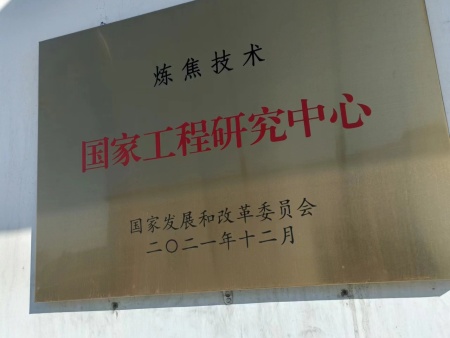 炼焦技术
国家工程研究中心
国家发展和改革委员会
二〇二一年十二月